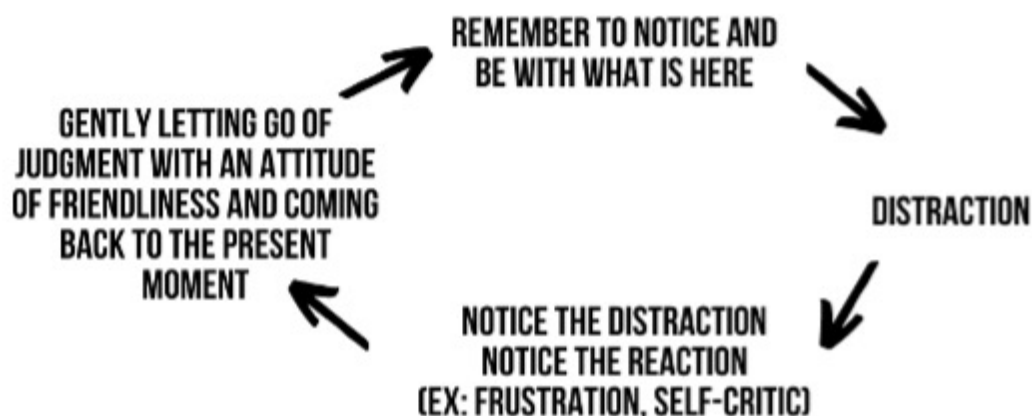 REMEMBER TO NOTICE AND
BE WITH WHAT IS HERE
DISTRACTION
NOTICE THE DISTRACTION
NOTICE THE REACTION
(EX: FRUSTRATION, SELF-CRITIC)
GENTLY LETTING GO OF
JUDGMENT WITH AN ATTITUDE
OF FRIENDLINESS AND COMING
BACK TO THE PRESENT
MOMENT